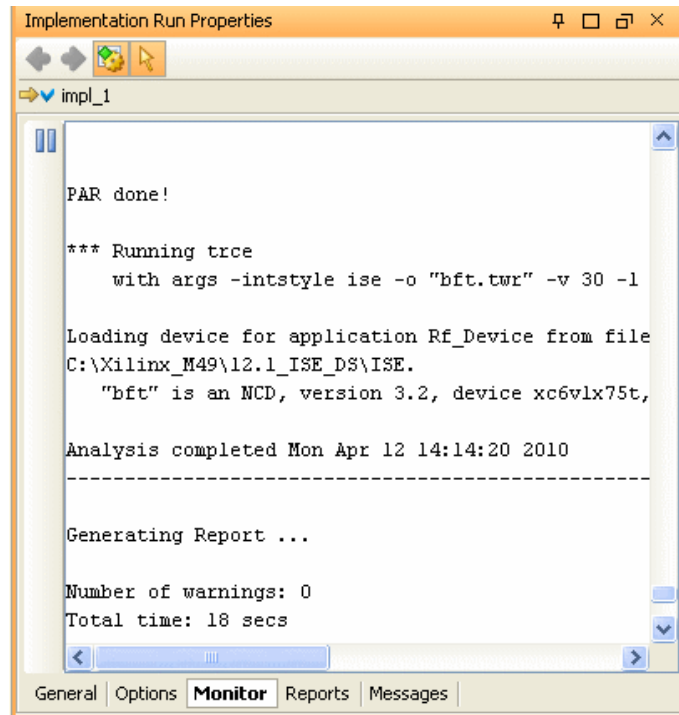 Implementation Run Properties
impl_1
PAR done!
*** Running trce
with args -intstyle ise -o "bft.twr" -v 30 -l
Loading device for application Rf_Device from file
C:\Xilinx_M49\12.1_ISE_DS\ISE.
"bft" is an NCD, version 3.2, device xc6vlx75t,
Analysis completed Mon Apr 12 14:14:20 2010
--------------------------------------------------
Generating Report ...
Number of warnings: 0
Total time: 18 secs
General Options Monitor Reports Messages